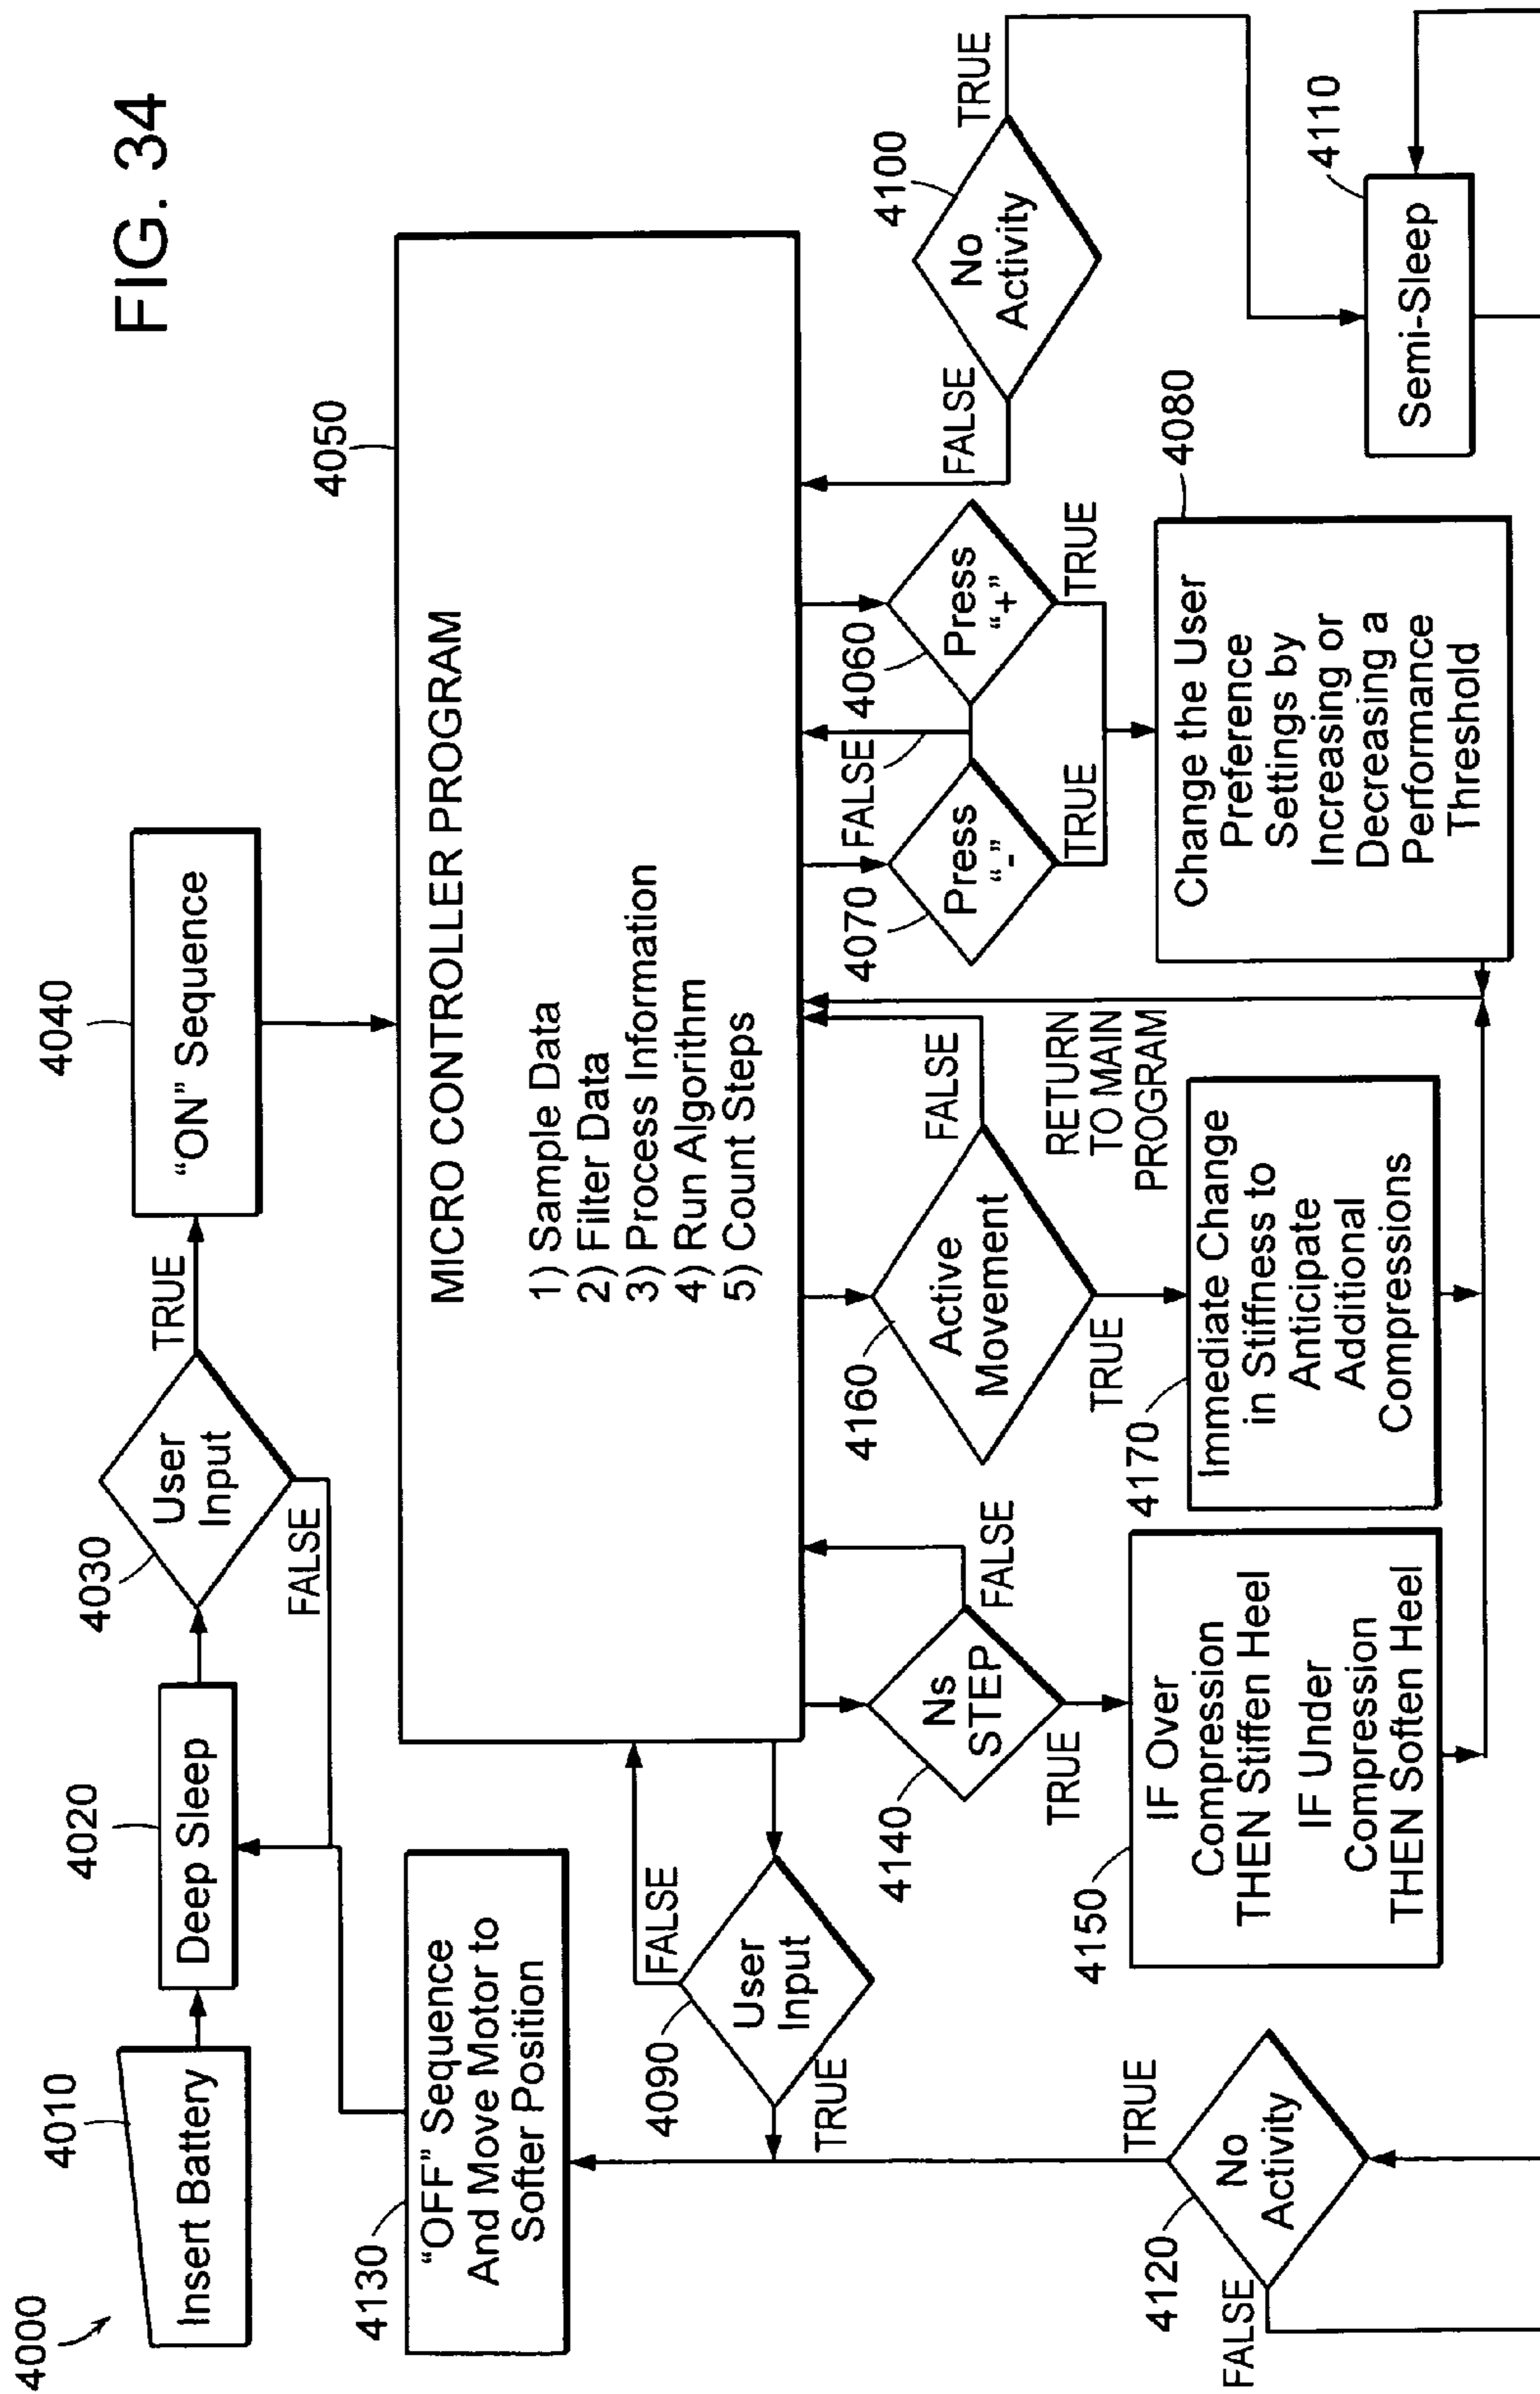 FIG. 34
4000
4010
Insert Battery
4020
Deep Sleep
4030
User
Input
TRUE
FALSE
4040
“ON” Sequence
4050
MICRO CONTROLLER PROGRAM
1) Sample Data
2) Filter Data
3) Process Information
4) Run Algorithm
5) Count Steps
4130
“OFF” Sequence
And Move Motor to
Softer Position
4090
User
Input
FALSE
TRUE
4140
Ns
STEP
FALSE
TRUE
4150
IF Over
Compression
THEN Stiffen Heel
IF Under
Compression
THEN Soften Heel
4160
Active
Movement
FALSE
TRUE
4170
Immediate Change
in Stiffness to
Anticipate
Additional
Compressions
RETURN
TO MAIN
PROGRAM
4070
Press
“-”
FALSE
TRUE
4060
Press
“+”
TRUE
4080
Change the User
Preference
Settings by
Increasing or
Decreasing a
Performance
Threshold
4100
No
Activity
FALSE
TRUE
4110
Semi-Sleep
4120
No
Activity
TRUE
FALSE